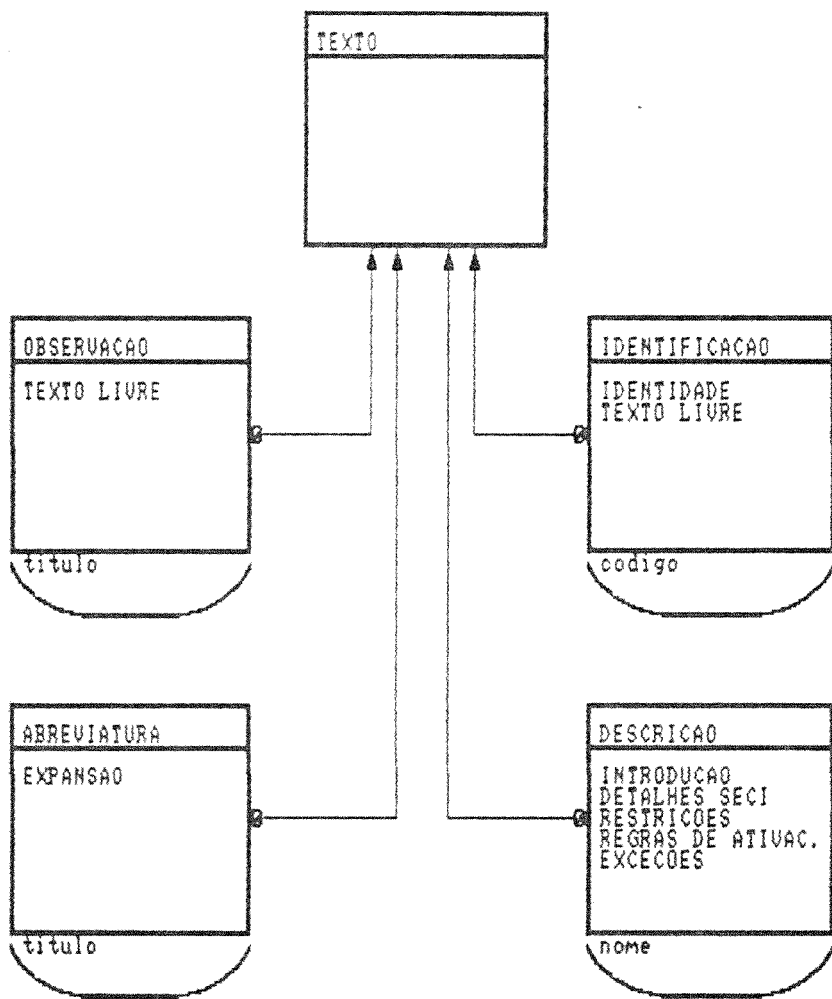 TEXTO
OBSERVACAO
TEXTO LIVRE
titulo
IDENTIFICACAO
IDENTIDADE
TEXTO LIVRE
codigo
ABREVIATURA
EXPANSAO
titulo
DESCRICAO
INTRODUCAO
DETALHES SECI
RESTRICOES
REGRAS DE ATIVAC.
EXCECOES
nome